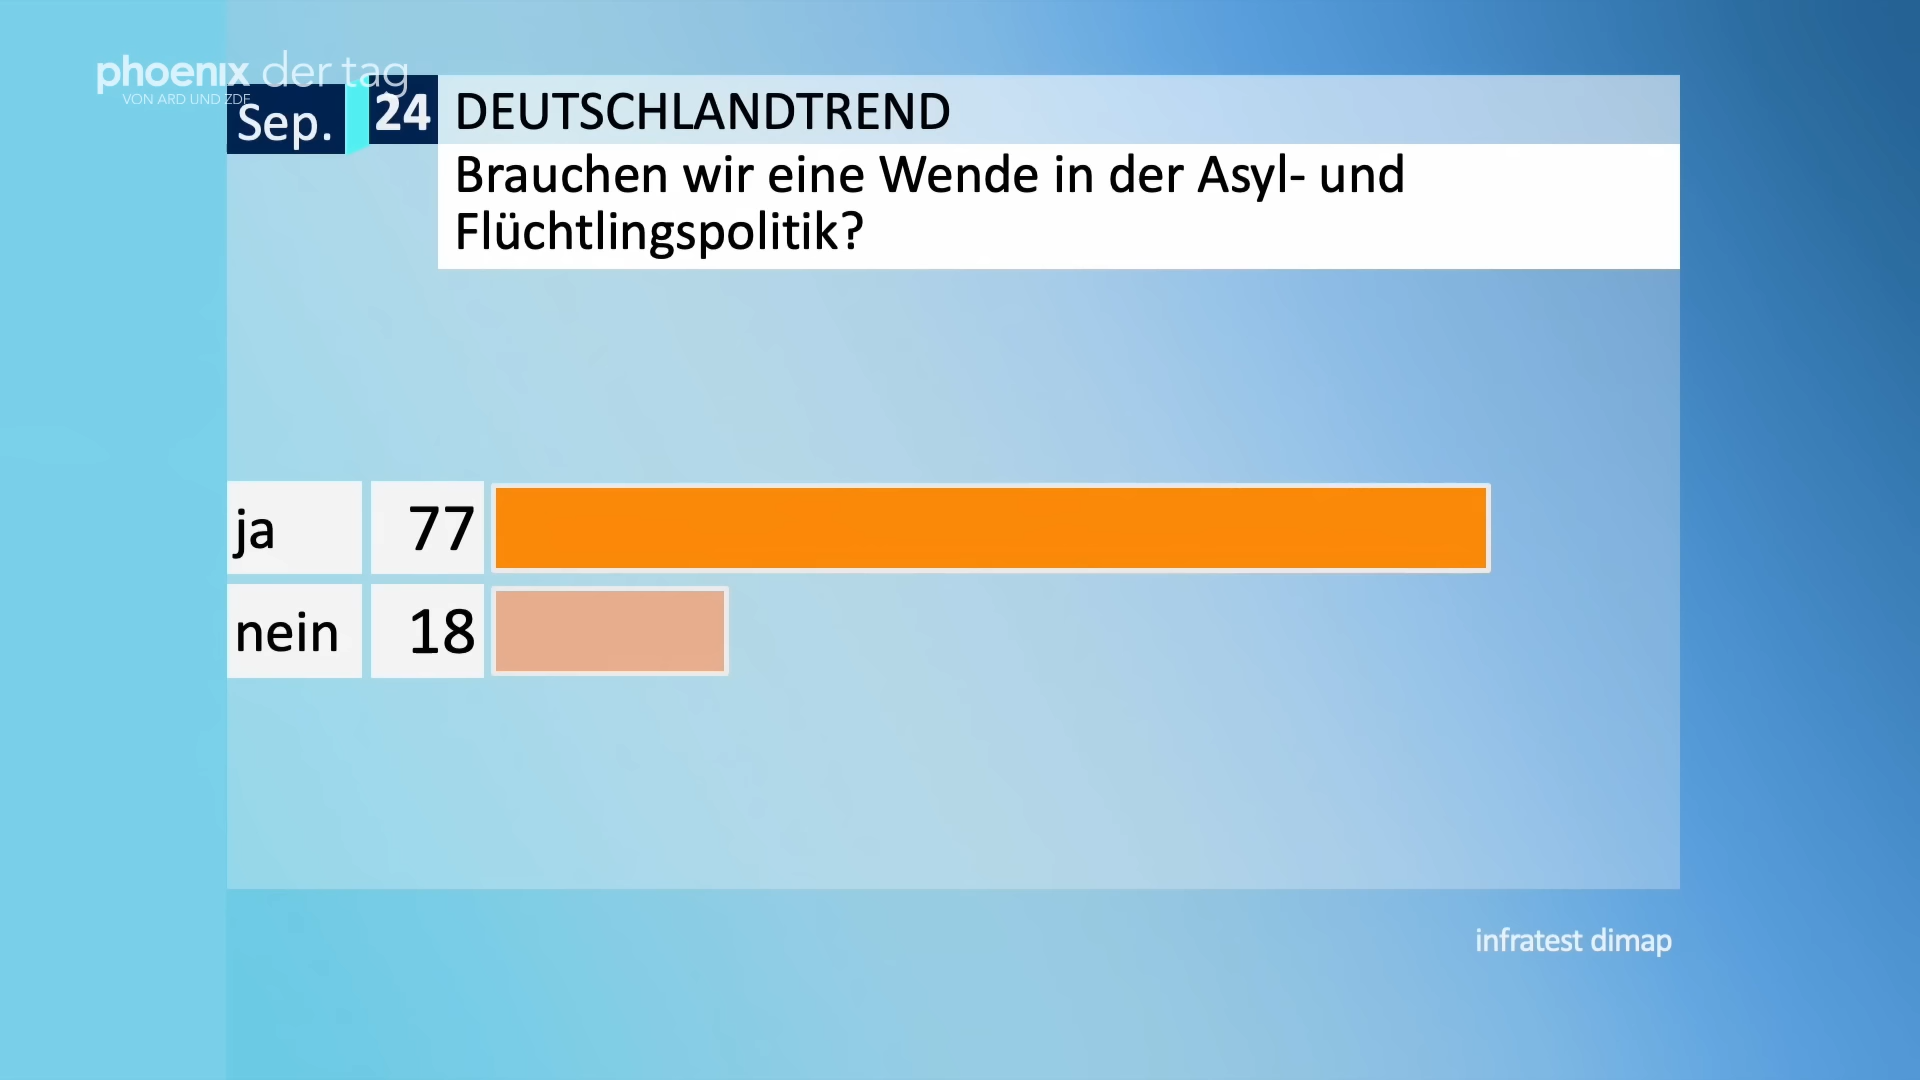 phoenix der tag
VON ARD UND ZDF
Sep. 24 DEUTSCHLANDTREND
Brauchen wir eine Wende in der Asyl- und
Flüchtlingspolitik?
ja 77
nein 18
infratest dimap